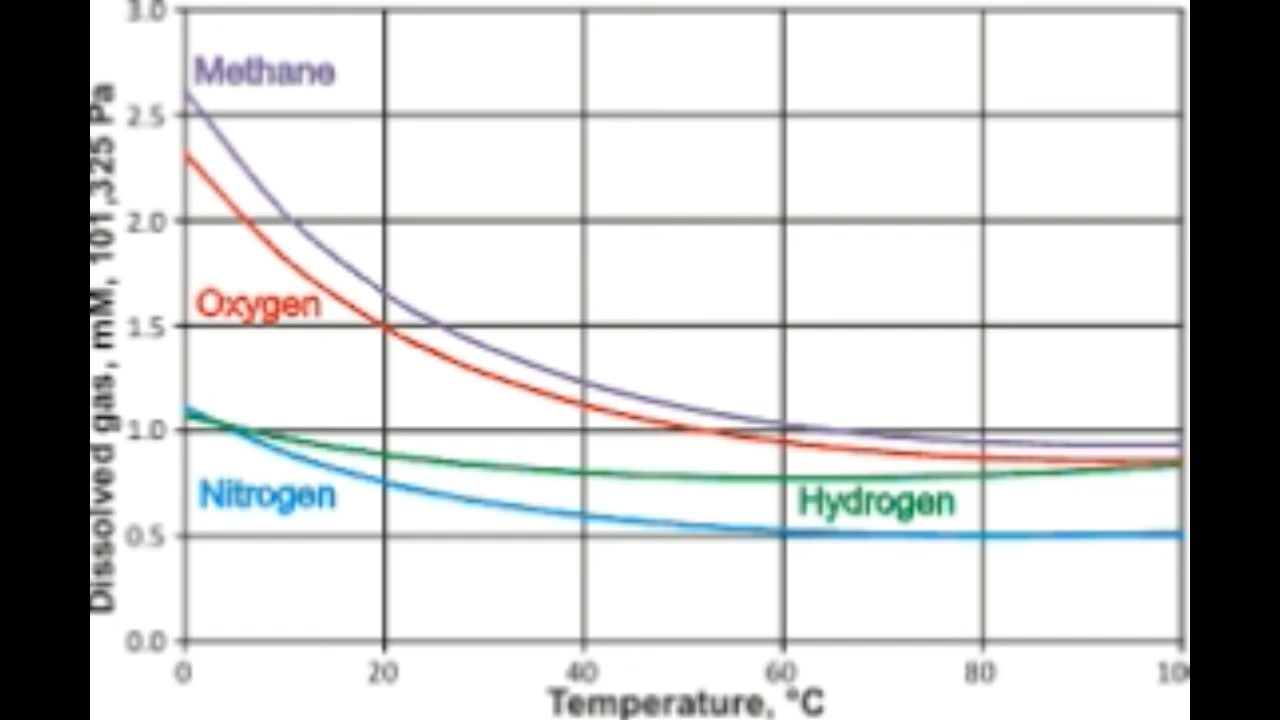 Dissolved gas, mM, 101,325 Pa
3.0
Methane
2.5
2.0
Oxygen
1.5
1.0
Nitrogen
Hydrogen
0.5
0.0
0 20 40 60 80 10
Temperature, °C